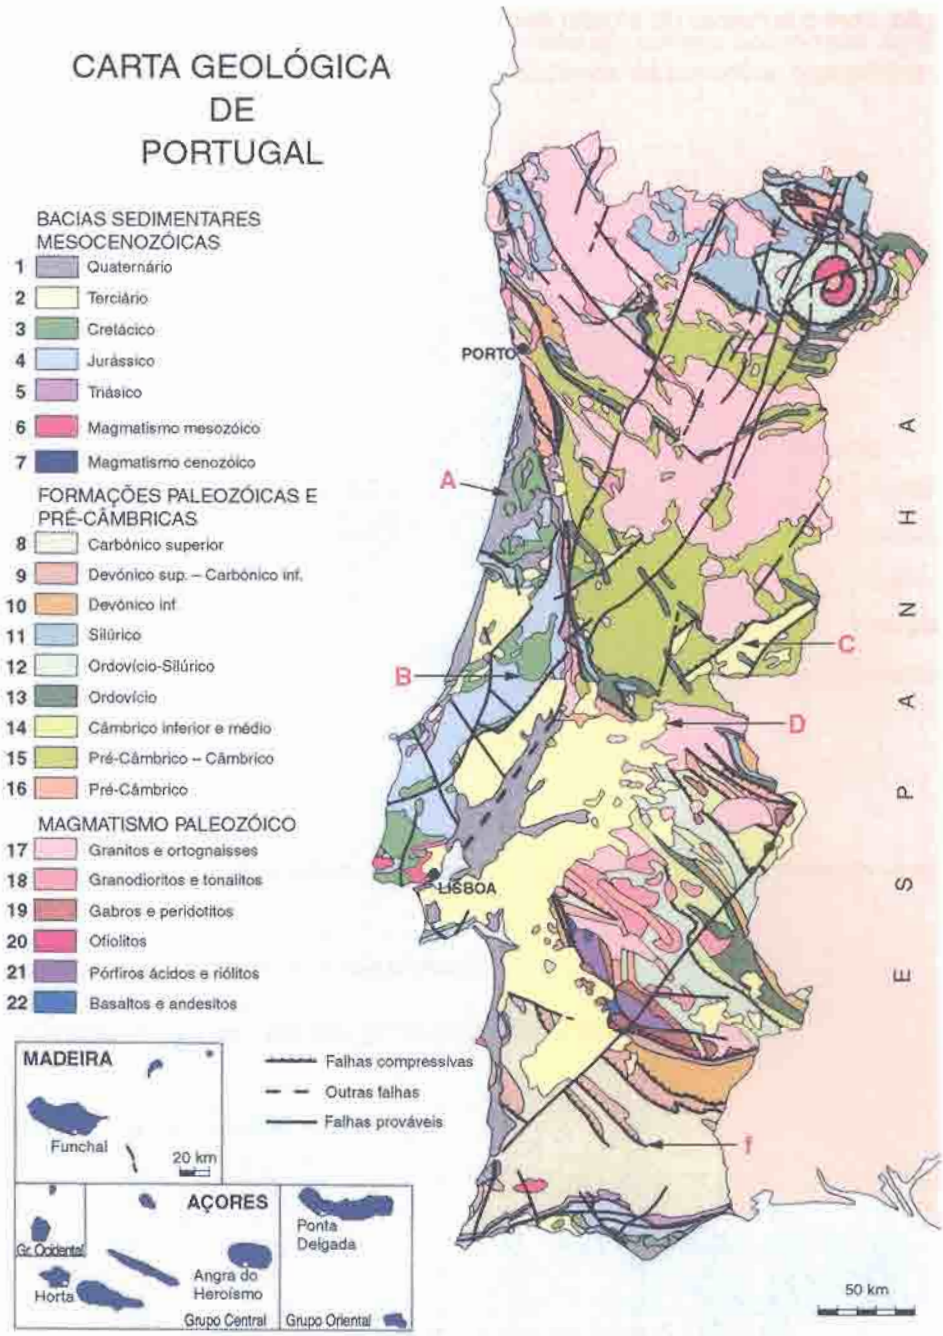 CARTA GEOLÓGICA
DE
PORTUGAL
BACIAS SEDIMENTARES
MESOCENOZÓICAS
1 Quaternário
2 Terciário
3 Cretácico
4 Jurássico
5 Triásico
6 Magmatismo mesozóico
7 Magmatismo cenozóico
FORMAÇÕES PALEOZÓICAS E
PRÉ-CÂMBRICAS
8 Carbónico superior
9 Devónico sup. – Carbónico inf.
10 Devónico inf
11 Silúrico
12 Ordovício-Silúrico
13 Ordovício
14 Câmbrico inferior e médio
15 Pré-Câmbrico – Câmbrico
16 Pré-Câmbrico
MAGMATISMO PALEOZÓICO
17 Granitos e ortognaisses
18 Granodioritos e tonalitos
19 Gabros e peridotitos
20 Ofiolitos
21 Pórfiros ácidos e riólitos
22 Basaltos e andesitos
PORTO
A
B
C
D
LISBOA
f
ESPANHA
Falhas compressivas
Outras falhas
Falhas prováveis
MADEIRA
Funchal
20 km
AÇORES
Gr. Ocidental
Horta
Angra do
Heroísmo
Grupo Central
Ponta
Delgada
Grupo Oriental
50 km